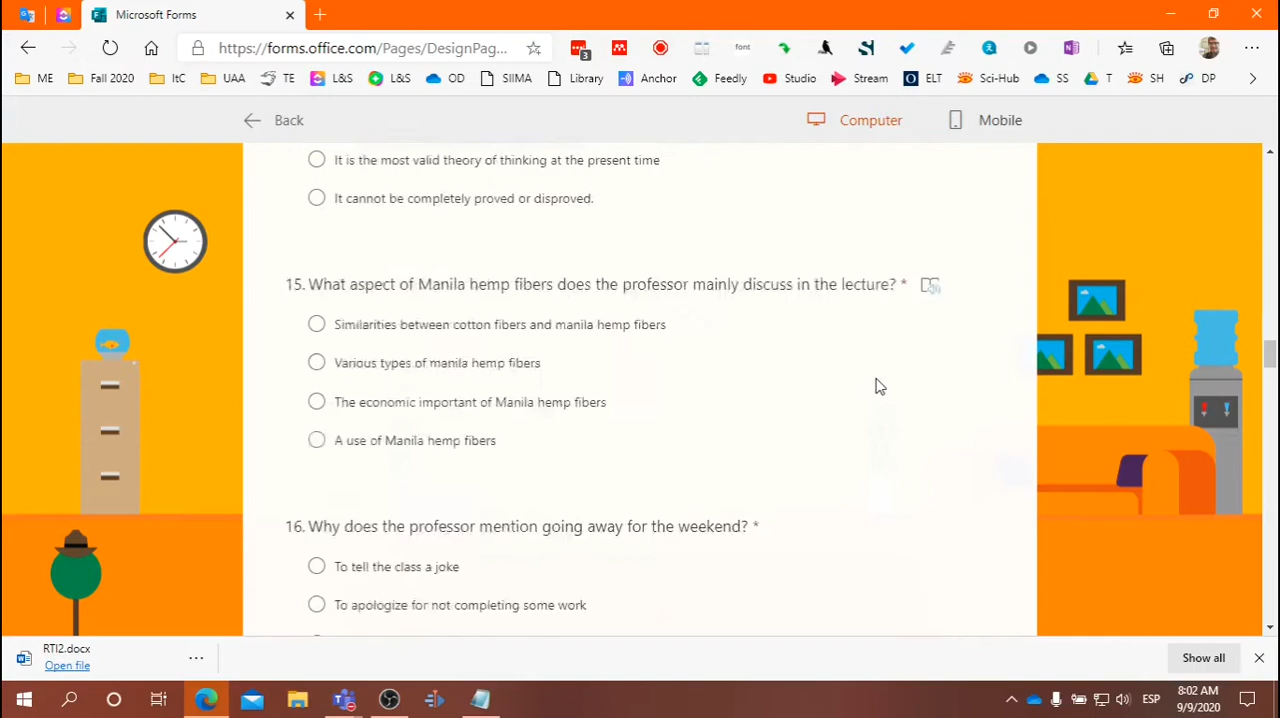 Microsoft Forms
https://forms.office.com/Pages/DesignPag...
3
font
ME
Fall 2020
ItC
UAA
TE
L&S
L&S
OD
SIIMA
Library
Anchor
Feedly
Studio
Stream
ELT
Sci-Hub
SS
T
SH
DP
Back
Computer
Mobile
It is the most valid theory of thinking at the present time
It cannot be completely proved or disproved.
15. What aspect of Manila hemp fibers does the professor mainly discuss in the lecture? *
Similarities between cotton fibers and manila hemp fibers
Various types of manila hemp fibers
The economic important of Manila hemp fibers
A use of Manila hemp fibers
16. Why does the professor mention going away for the weekend? *
To tell the class a joke
To apologize for not completing some work
RTI2.docx
Open file
Show all
ESP
8:02 AM
9/9/2020